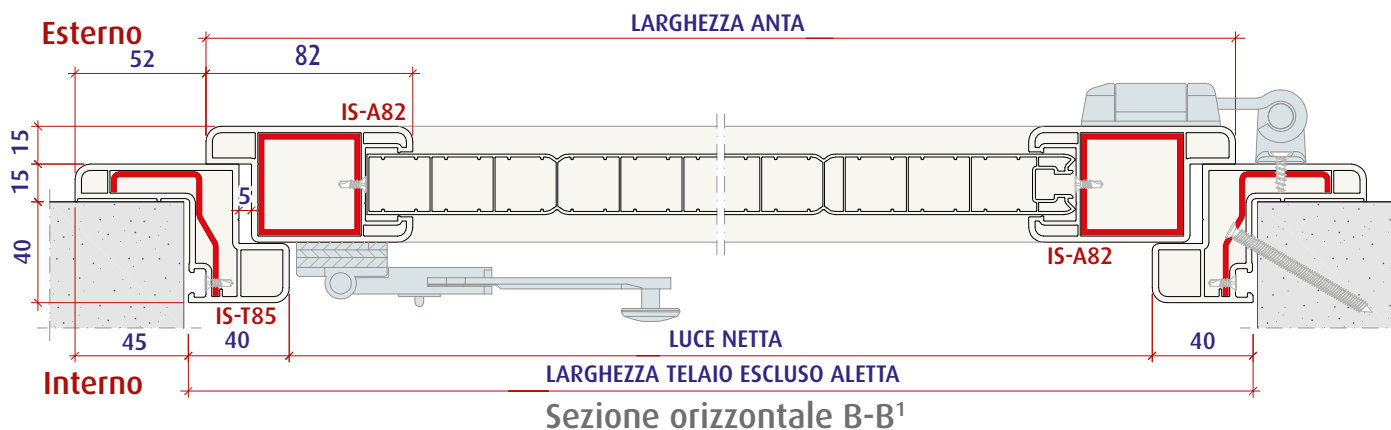 Esterno
LARGHEZZA ANTA
52
82
IS-A82
15
15
5
40
IS-A82
IS-T85
45
40
LUCE NETTA
40
Interno
LARGHEZZA TELAIO ESCLUSO ALETTA
Sezione orizzontale B-B¹